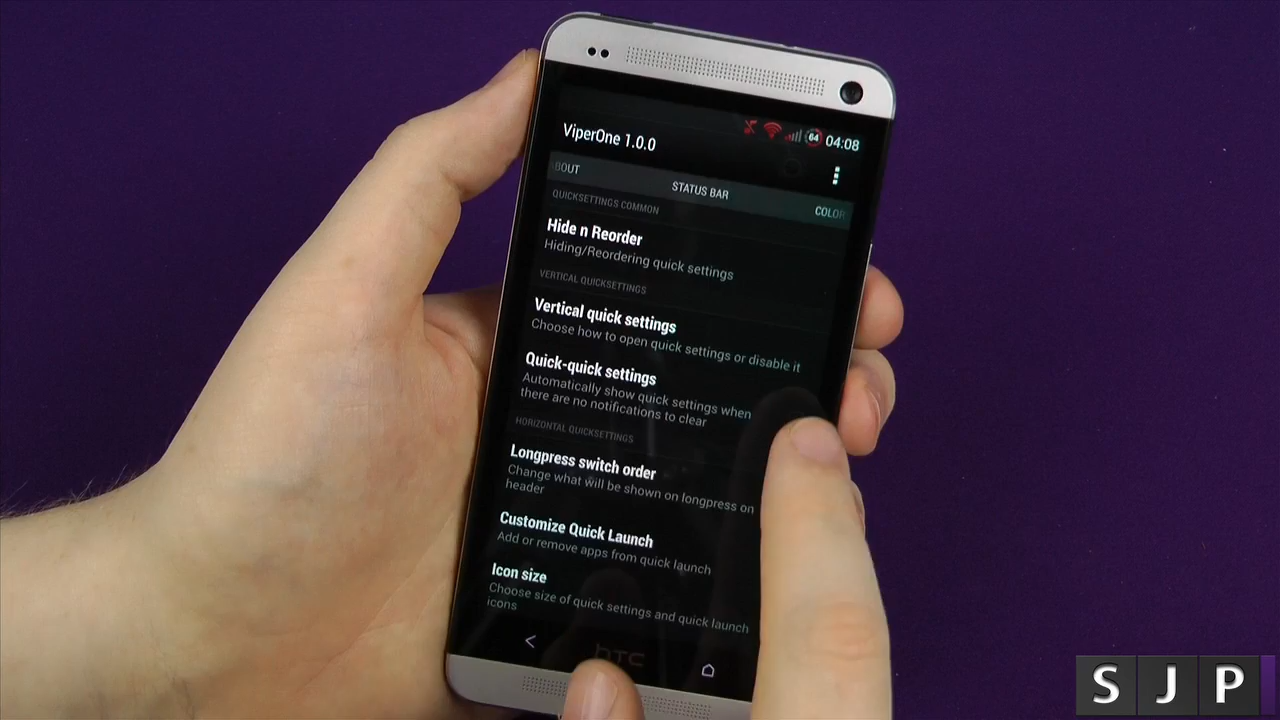 64 04:08
ViperOne 1.0.0
BOUT STATUS BAR COLOR
QUICKSETTINGS COMMON
Hide n Reorder
Hiding/Reordering quick settings
VERTICAL QUICKSETTINGS
Vertical quick settings
Choose how to open quick settings or disable it
Quick-quick settings
Automatically show quick settings when
there are no notifications to clear
HORIZONTAL QUICKSETTINGS
Longpress switch order
Change what will be shown on longpress on
header
Customize Quick Launch
Add or remove apps from quick launch
Icon size
Choose size of quick settings and quick launch
icons
hTC
SJP